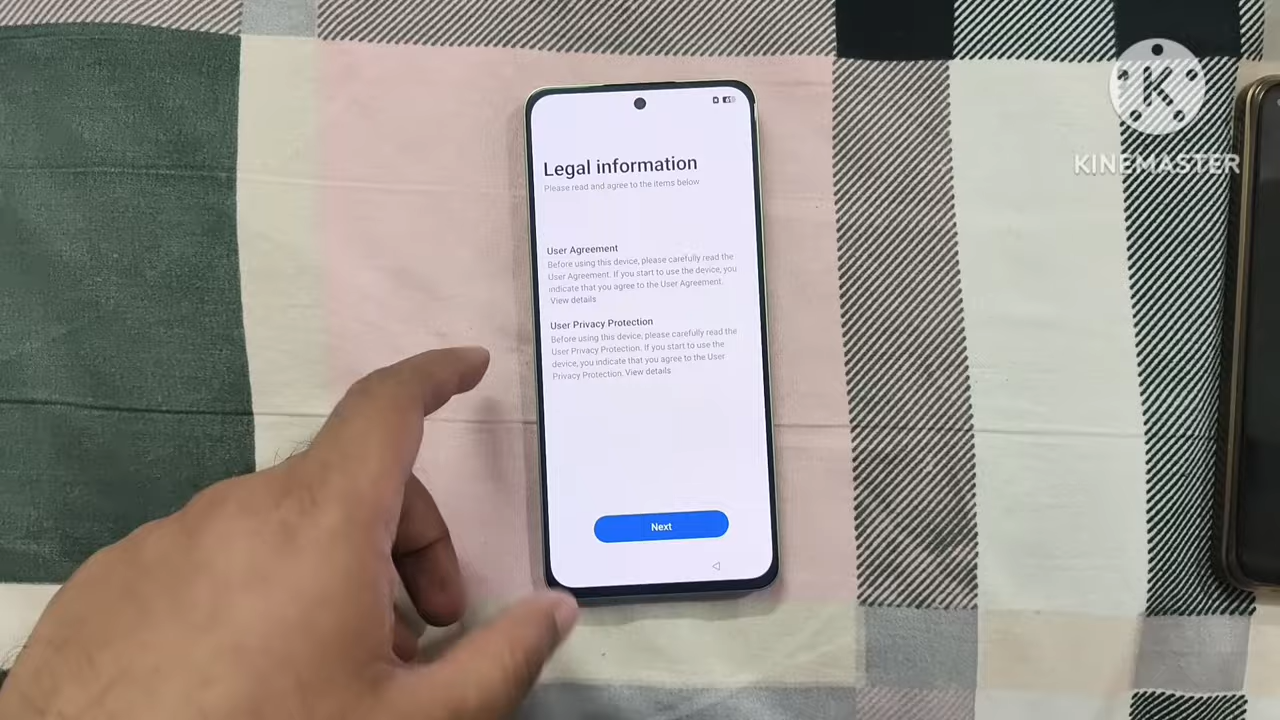 Legal information
Please read and agree to the items below
User Agreement
Before using this device, please carefully read the
User Agreement. If you start to use the device, you
indicate that you agree to the User Agreement.
View details
User Privacy Protection
Before using this device, please carefully read the
User Privacy Protection. If you start to use the
device, you indicate that you agree to the User
Privacy Protection. View details
Next
K
KINEMASTER